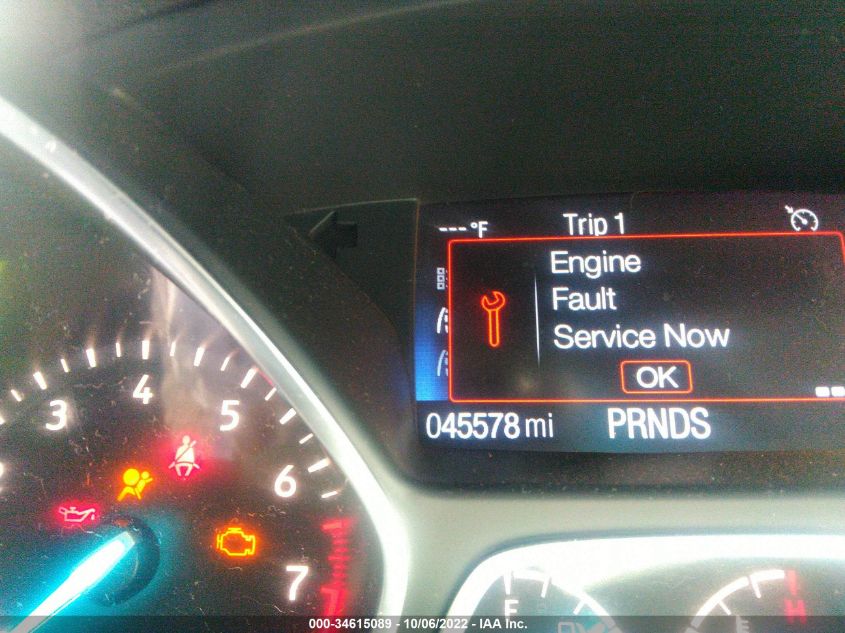 ---°F
Trip 1
Engine
Fault
Service Now
OK
045578 mi
PRNDS
3
4
5
6
7
F
E
H
000-34615089 - 10/06/2022 - IAA Inc.